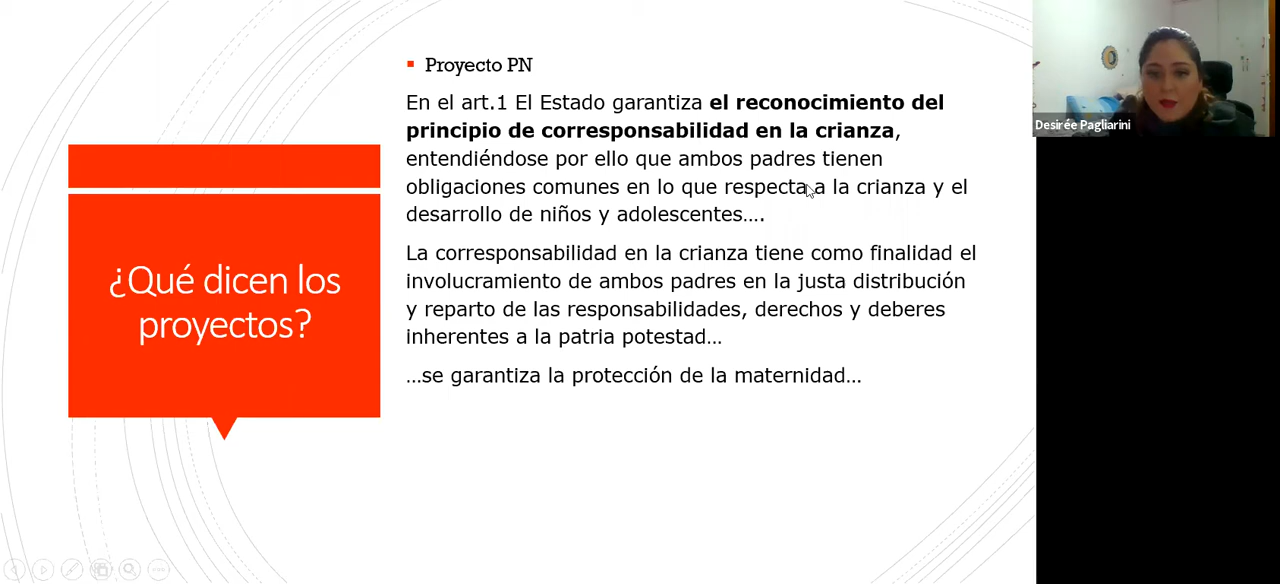 ¿Qué dicen los
proyectos?
Proyecto PN
En el art.1 El Estado garantiza el reconocimiento del
principio de corresponsabilidad en la crianza,
entendiéndose por ello que ambos padres tienen
obligaciones comunes en lo que respecta a la crianza y el
desarrollo de niños y adolescentes....
La corresponsabilidad en la crianza tiene como finalidad el
involucramiento de ambos padres en la justa distribución
y reparto de las responsabilidades, derechos y deberes
inherentes a la patria potestad...
...se garantiza la protección de la maternidad...
Desirée Pagliarini